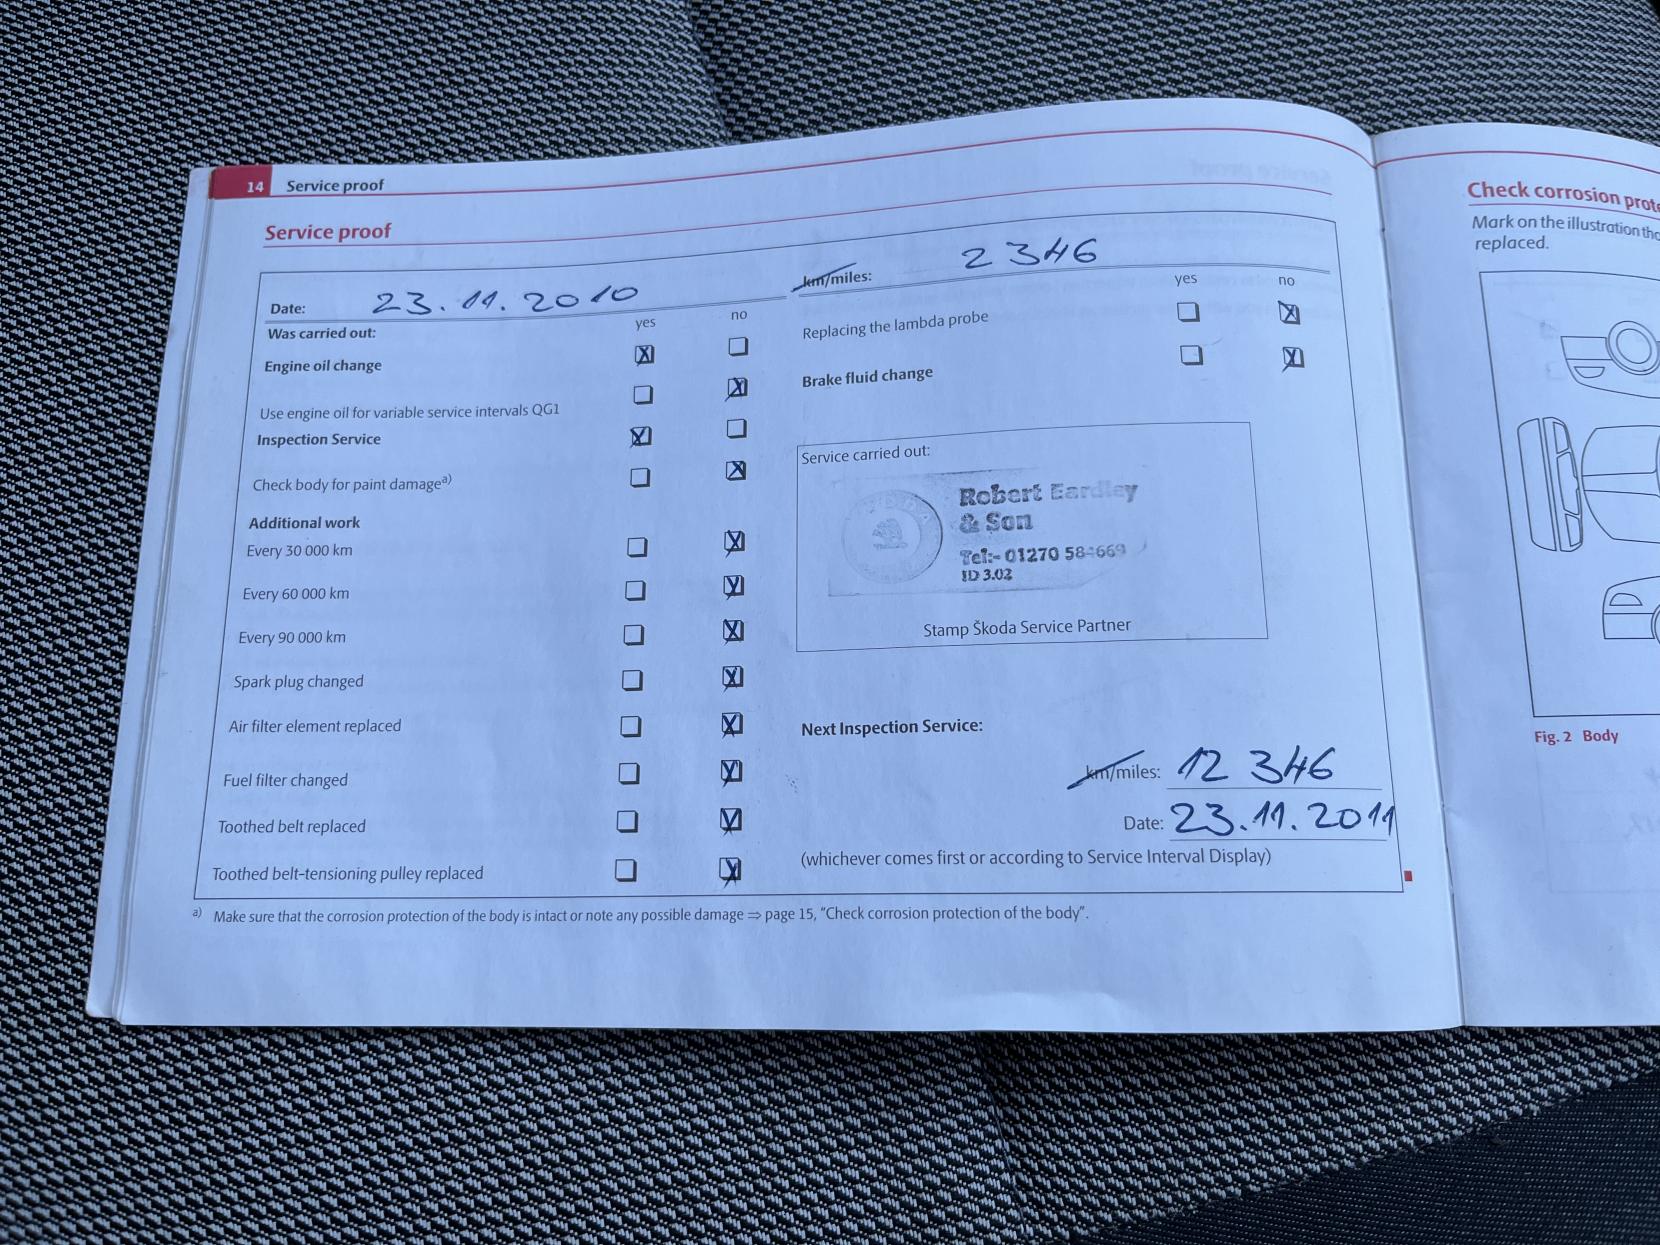 14 Service proof
Service proof
Date: 23.11.2010
km/miles: 2346
Was carried out: yes no
yes no
Engine oil change
Use engine oil for variable service intervals QG1
Inspection Service
Check body for paint damage a)
Additional work
Every 30 000 km
Every 60 000 km
Every 90 000 km
Spark plug changed
Air filter element replaced
Fuel filter changed
Toothed belt replaced
Toothed belt-tensioning pulley replaced
Replacing the lambda probe
Brake fluid change
Service carried out:
Robert Eardley
& Son
Tel:- 01270
ID 3.02
Stamp Škoda Service Partner
Next Inspection Service:
km/miles: 12 346
Date: 23.11.2011
(whichever comes first or according to Service Interval Display)
a) Make sure that the corrosion protection of the body is intact or note any possible damage ⇒ page 15, "Check corrosion protection of the body".
Check corrosion
Mark on the illustration
replaced.
Fig. 2 Body